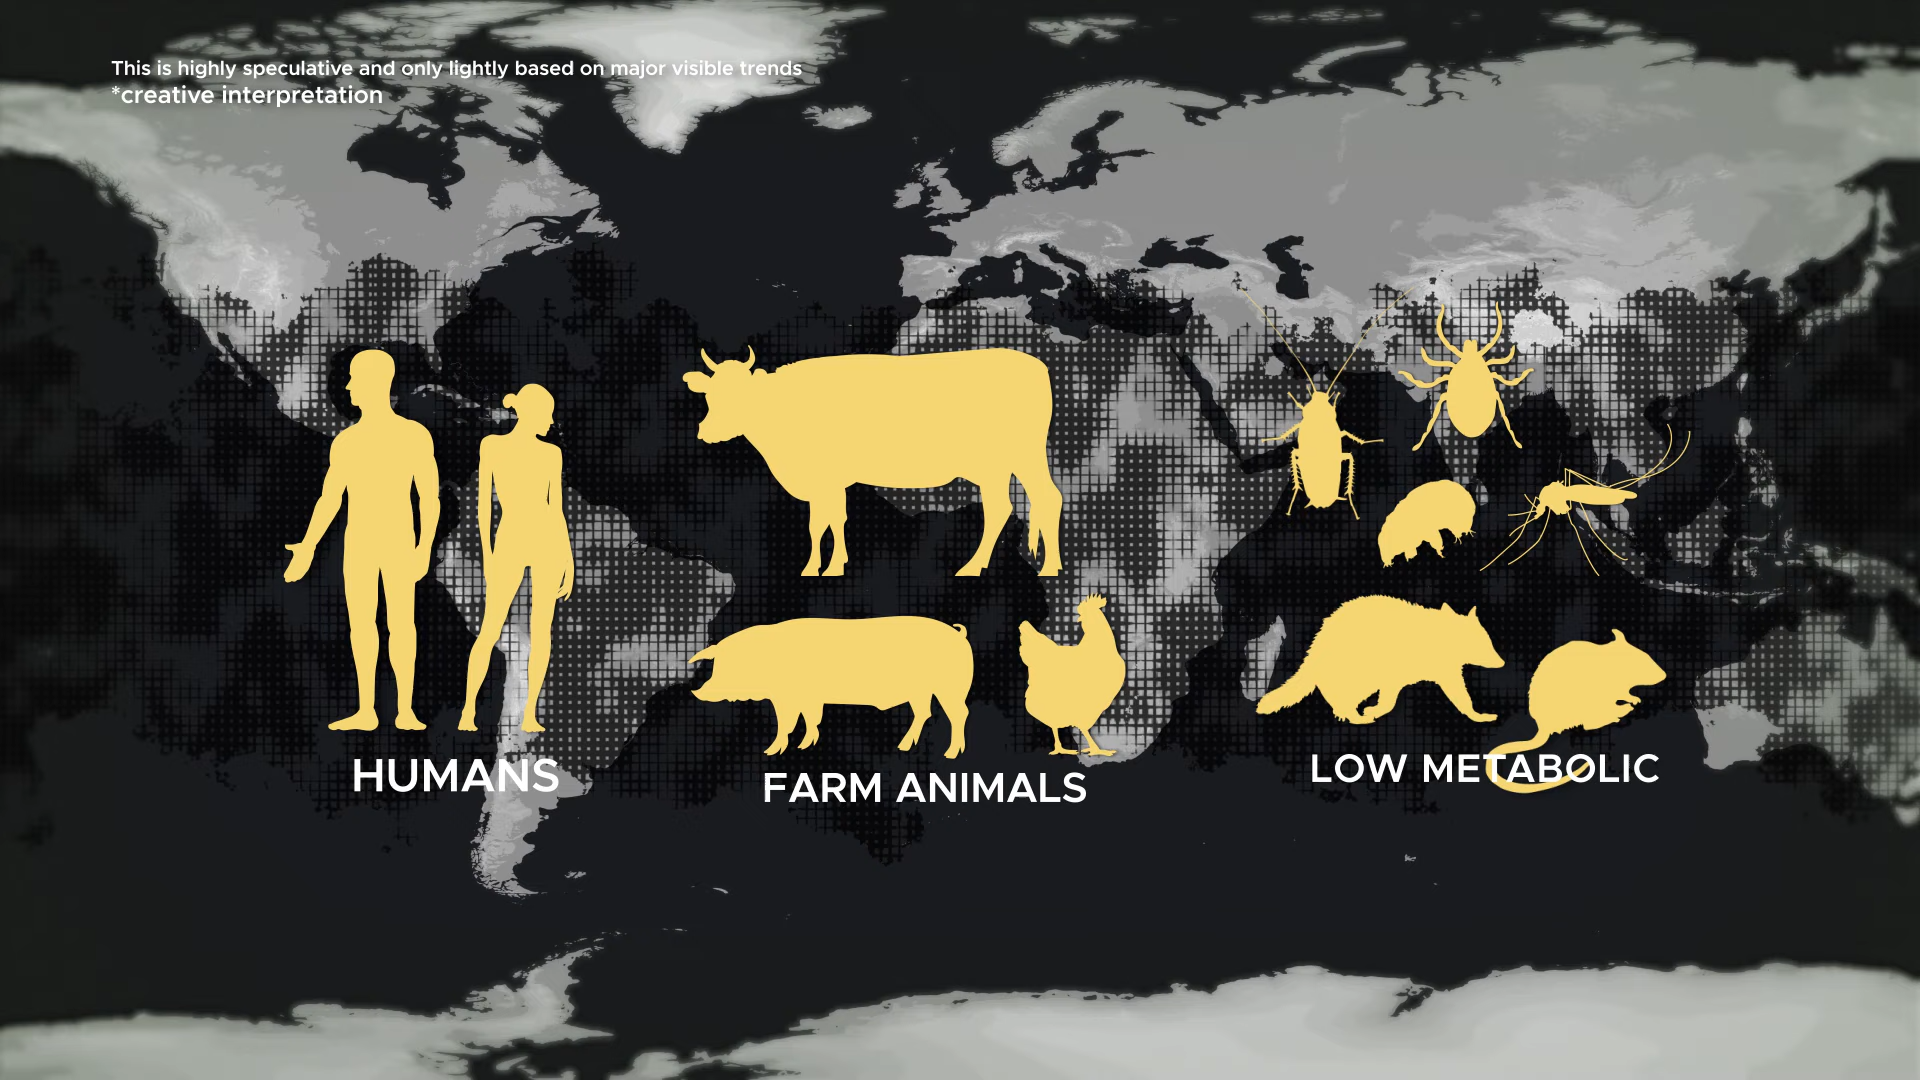 This is highly speculative and only lightly based on major visible trends
*creative interpretation
HUMANS
FARM ANIMALS
LOW METABOLIC